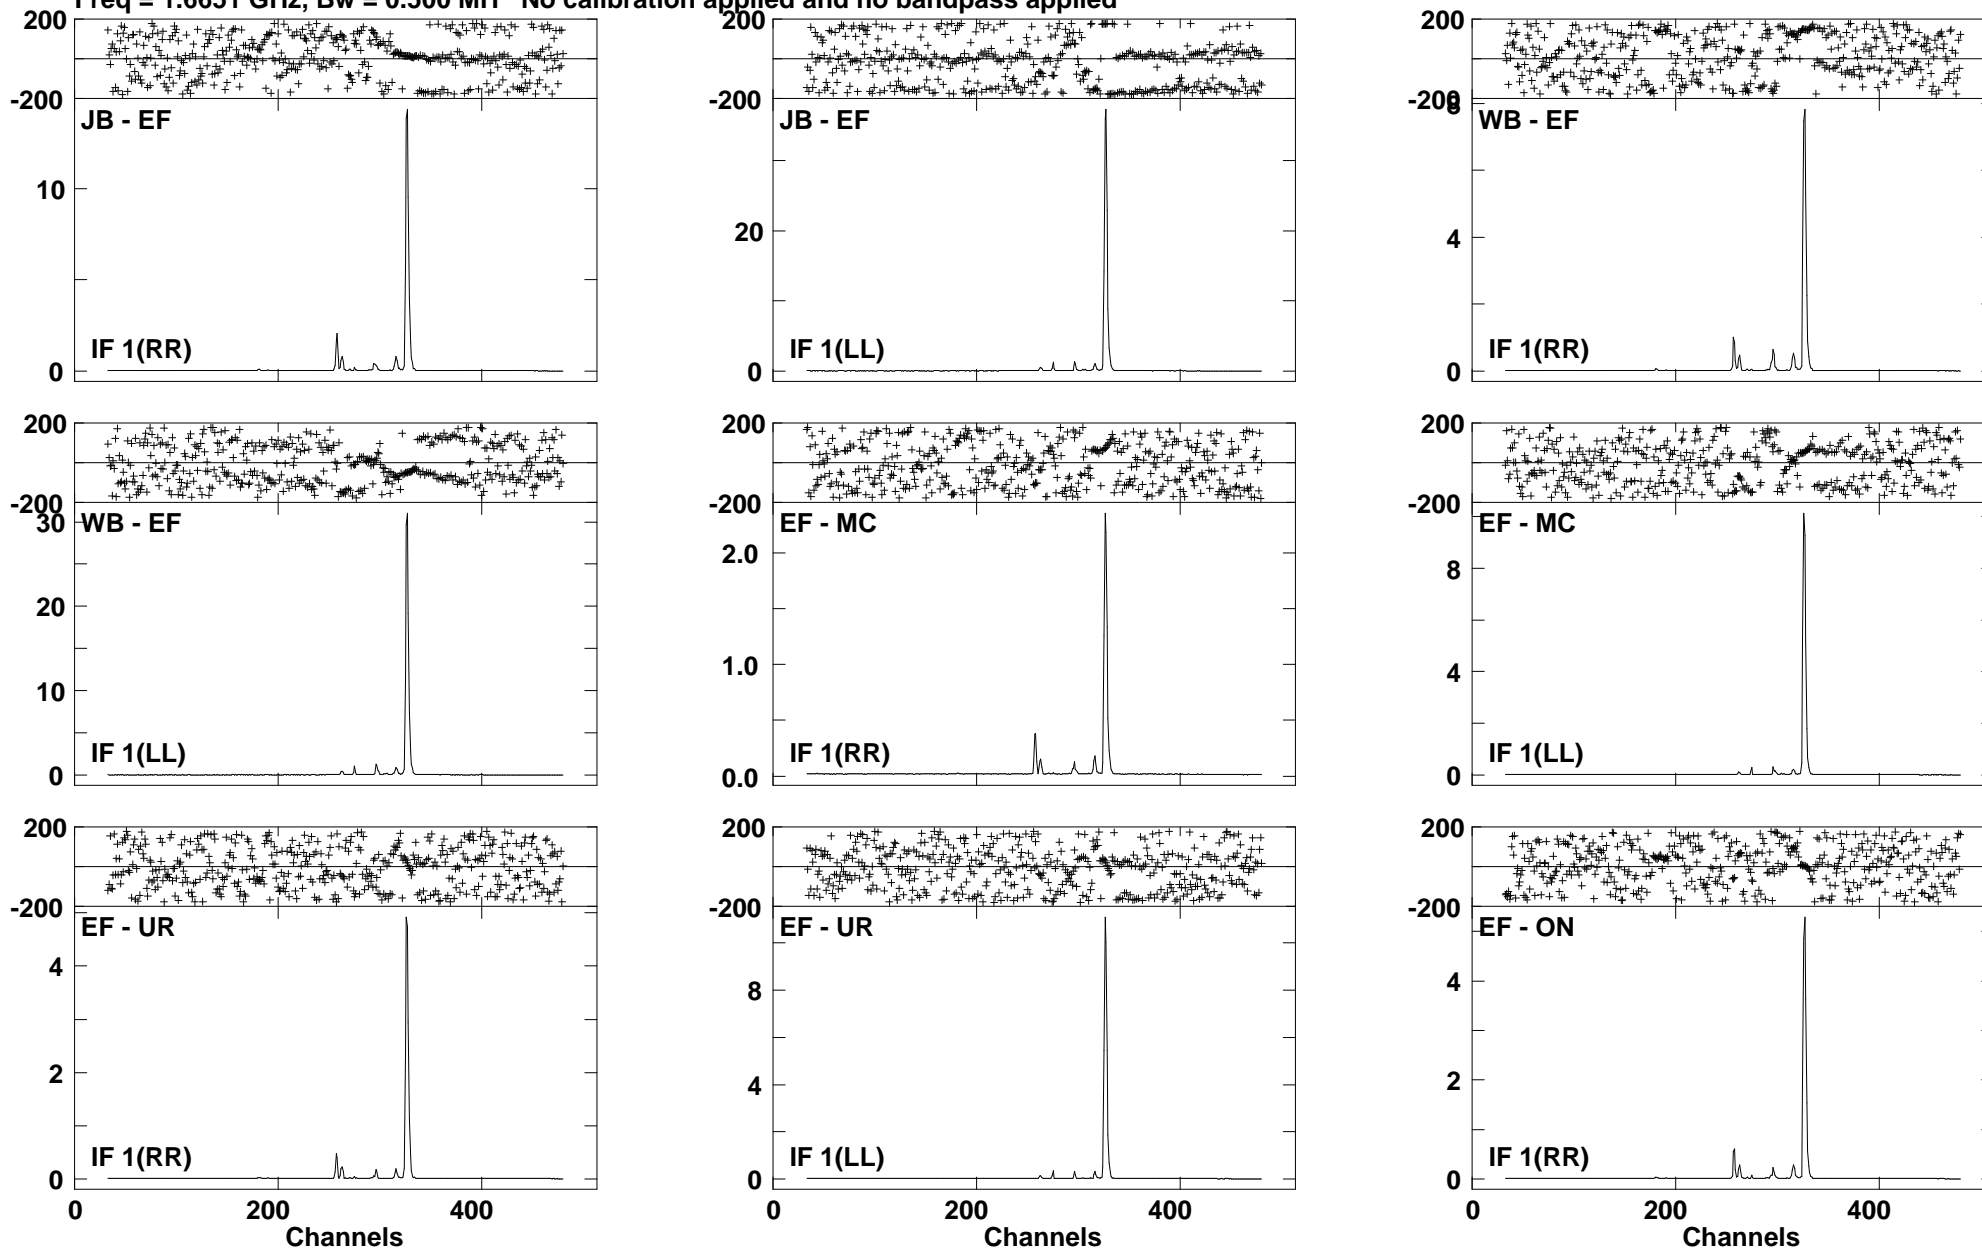 Freq = 1.6651 GHz, Bw = 0.500 MH No calibration applied and no bandpass applied
200 200 200
-200 -200 -200
JB - EF JB - EF WB - EF
8
10 20 4
IF 1(RR) IF 1(LL) IF 1(RR)
0 0 0
200 200 200
-200 -200 -200
WB - EF EF - MC EF - MC
30 2.0 8
20
10 1.0 4
IF 1(LL) IF 1(RR) IF 1(LL)
0 0.0 0
200 200 200
-200 -200 -200
EF - UR EF - UR EF - ON
4 8 4
2 4 2
IF 1(RR) IF 1(LL) IF 1(RR)
0 0 0
0 200 400 0 200 400 0 200 400
Channels Channels Channels